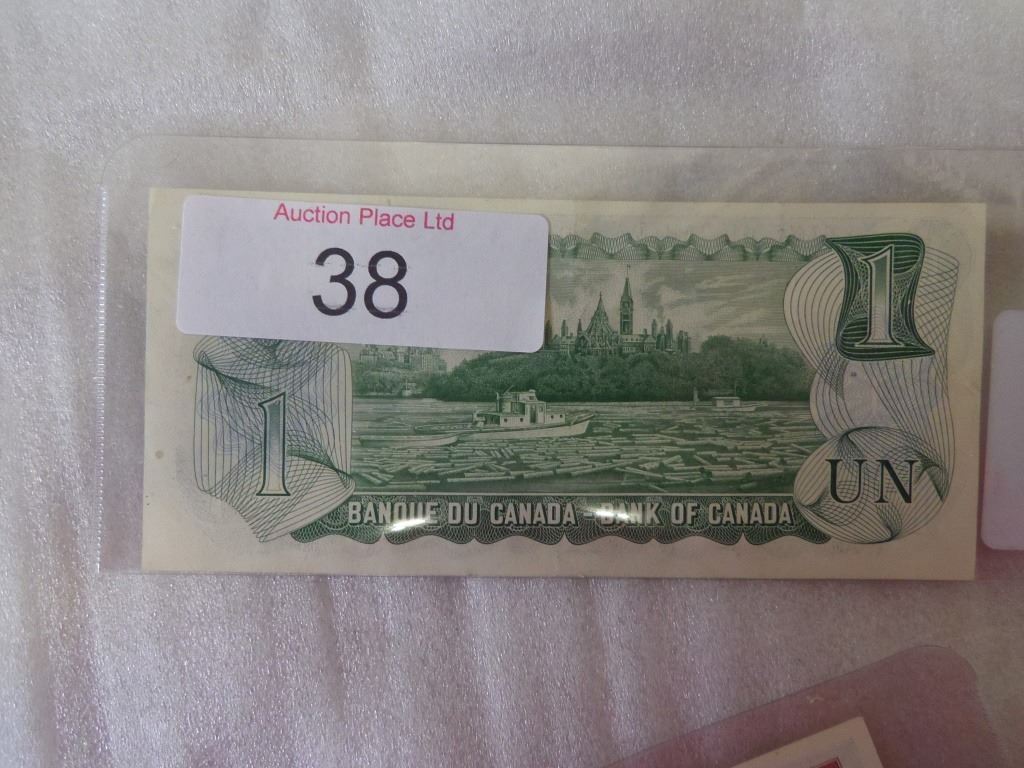 Auction Place Ltd
38
1
1
UN
BANQUE DU CANADA - BANK OF CANADA